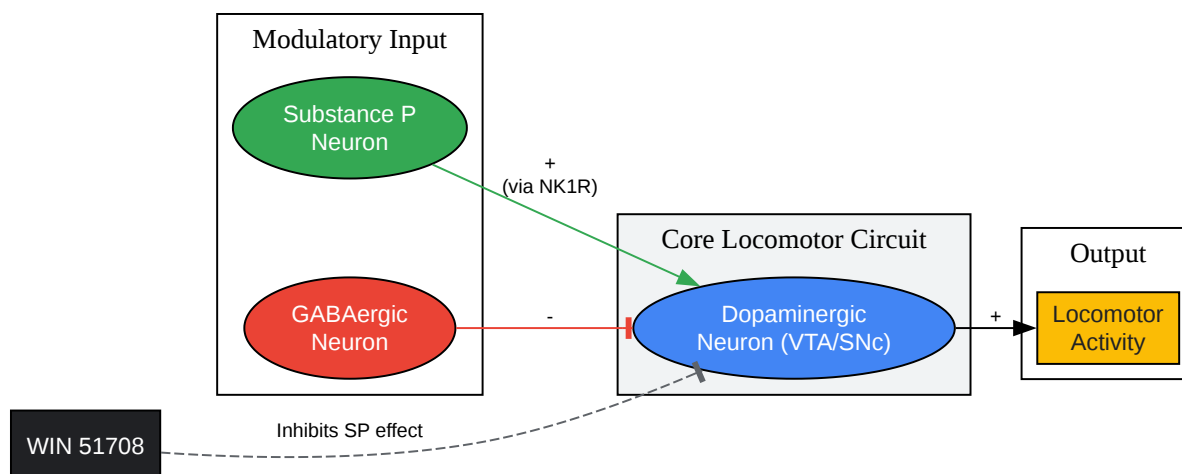 Modulatory Input
Substance P
Neuron
+
(via NK1R)
Core Locomotor Circuit
Output
GABAergic
Neuron
-
Dopaminergic
Neuron (VTA/SNc)
+
Locomotor
Activity
Inhibits SP effect
WIN 51708